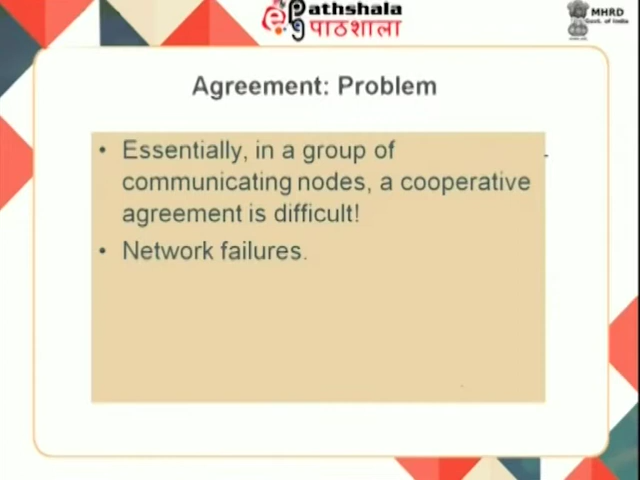 e Pathshala
पाठशाला
MHRD
Govt. of India
Agreement: Problem
• Essentially, in a group of
communicating nodes, a cooperative
agreement is difficult!
• Network failures.